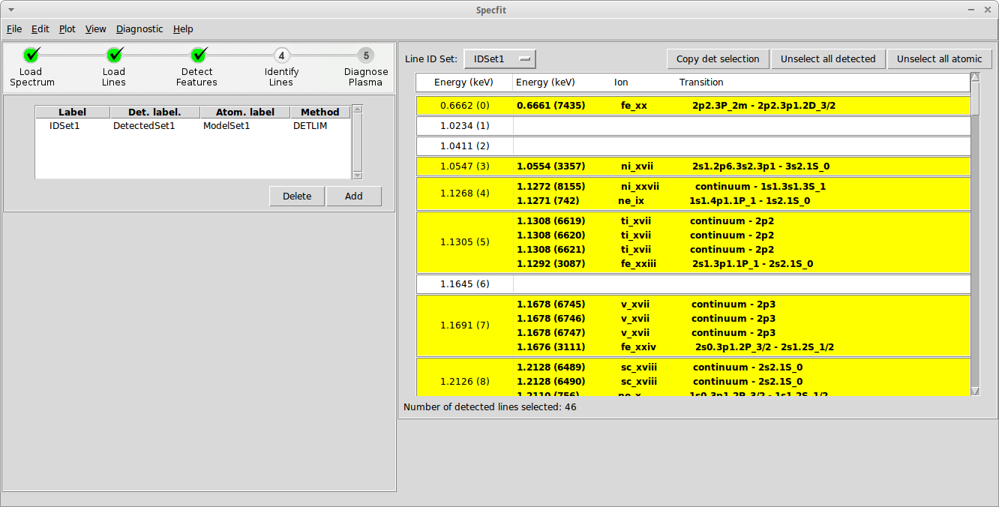 Specfit
File Edit Plot View Diagnostic Help
4 5
Load Spectrum Load Lines Detect Features Identify Lines Diagnose Plasma
Label Det. label. Atom. label Method
IDSet1 DetectedSet1 ModelSet1 DETLIM
Delete Add
Line ID Set: IDSet1 Copy det selection Unselect all detected Unselect all atomic
Energy (keV) Energy (keV) Ion Transition
0.6662 (0) 0.6661 (7435) fe_xx 2p2.3P_2m - 2p2.3p1.2D_3/2
1.0234 (1)
1.0411 (2)
1.0547 (3) 1.0554 (3357) ni_xvii 2s1.2p6.3s2.3p1 - 3s2.1S_0
1.1268 (4)
1.1272 (8155) ni_xxvii continuum - 1s1.3s1.3S_1
1.1271 (742) ne_ix 1s1.4p1.1P_1 - 1s2.1S_0
1.1305 (5)
1.1308 (6619) ti_xvii continuum - 2p2
1.1308 (6620) ti_xvii continuum - 2p2
1.1308 (6621) ti_xvii continuum - 2p2
1.1292 (3087) fe_xxiii 2s1.3p1.1P_1 - 2s2.1S_0
1.1645 (6)
1.1691 (7)
1.1678 (6745) v_xvii continuum - 2p3
1.1678 (6746) v_xvii continuum - 2p3
1.1678 (6747) v_xvii continuum - 2p3
1.1676 (3111) fe_xxiv 2s0.3p1.2P_3/2 - 2s1.2S_1/2
1.2126 (8)
1.2128 (6489) sc_xviii continuum - 2s2.1S_0
1.2128 (6490) sc_xviii continuum - 2s2.1S_0
1.2110 (756) ne_x 1s0.3p1.2P_3/2 - 1s1.2S_1/2
Number of detected lines selected: 46